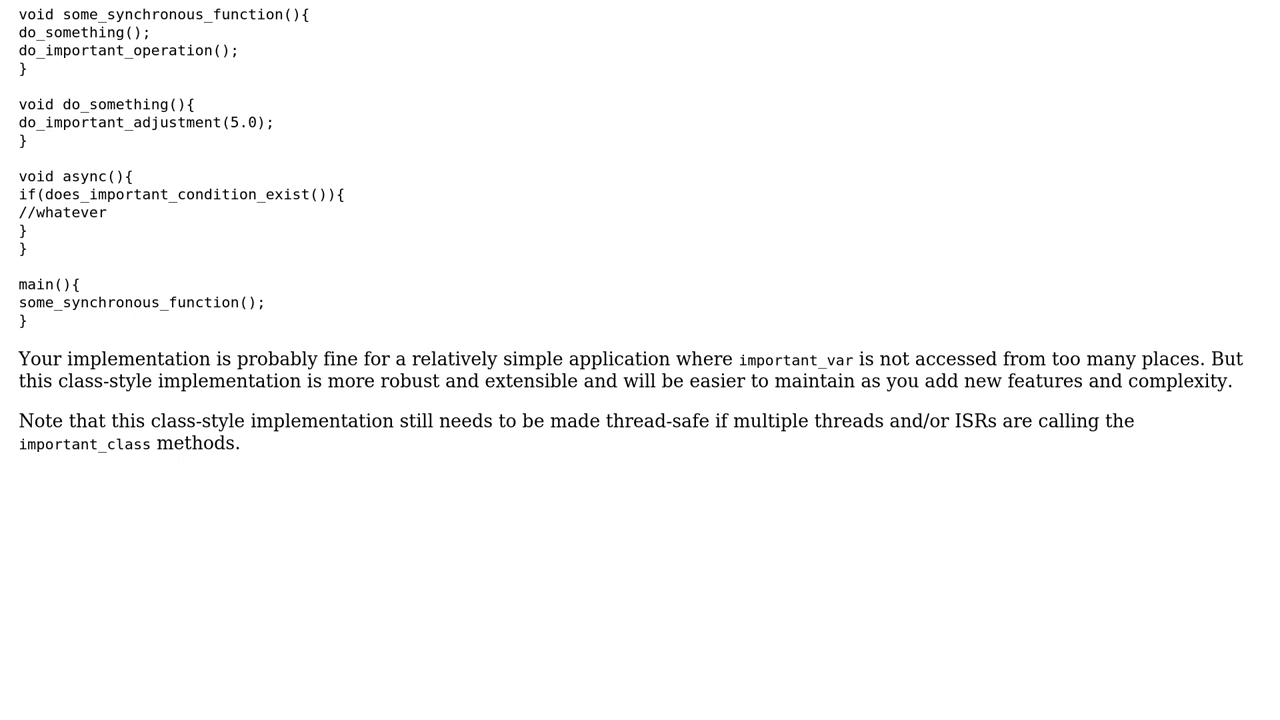 void some_synchronous_function(){
do_something();
do_important_operation();
}

void do_something(){
do_important_adjustment(5.0);
}

void async(){
if(does_important_condition_exist()){
//whatever
}
}

main(){
some_synchronous_function();
}

Your implementation is probably fine for a relatively simple application where important_var is not accessed from too many places. But
this class-style implementation is more robust and extensible and will be easier to maintain as you add new features and complexity.

Note that this class-style implementation still needs to be made thread-safe if multiple threads and/or ISRs are calling the
important_class methods.